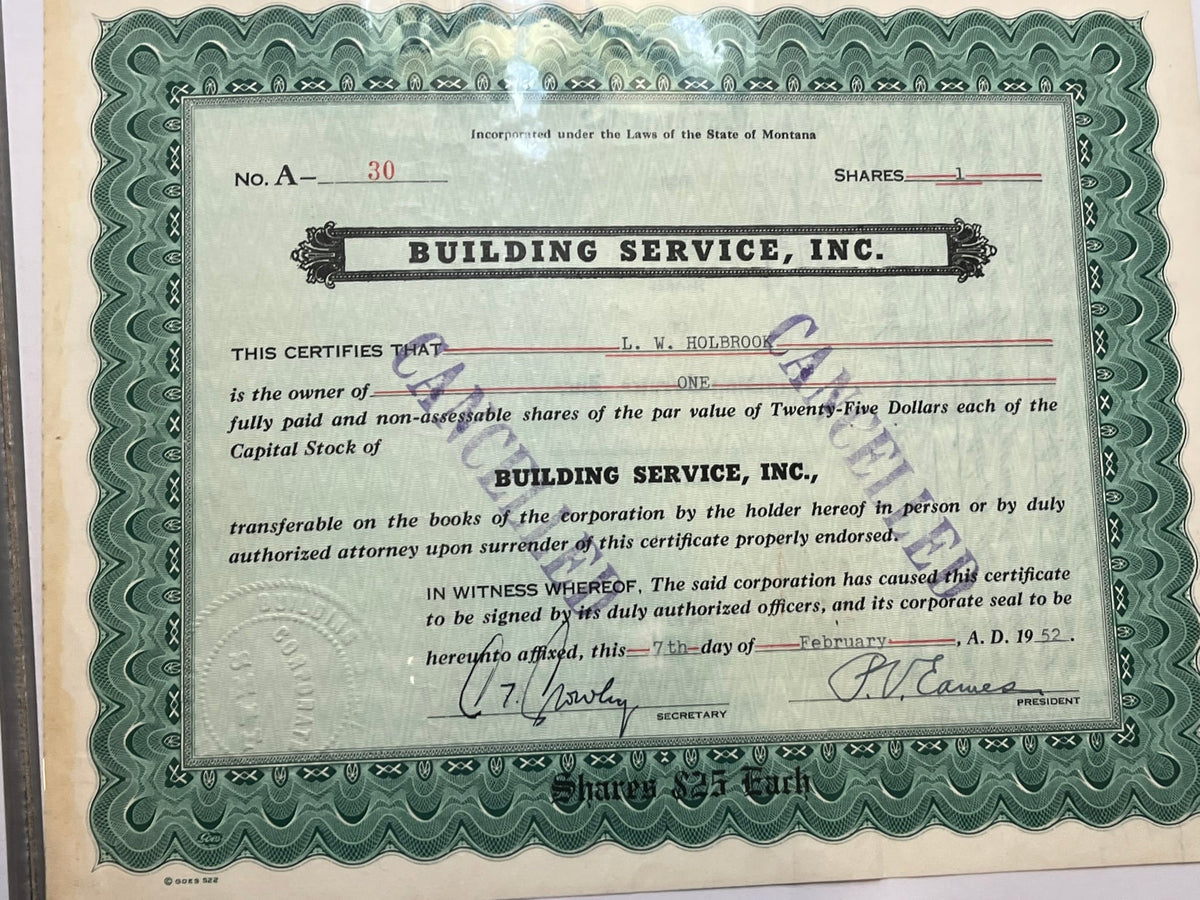 Incorporated under the Laws of the State of Montana
No. A— 30
SHARES 1
BUILDING SERVICE, INC.
THIS CERTIFIES THAT L. W. HOLBROOK
is the owner of ONE
fully paid and non-assessable shares of the par value of Twenty-Five Dollars each of the
Capital Stock of
BUILDING SERVICE, INC.,
transferable on the books of the corporation by the holder hereof in person or by duly
authorized attorney upon surrender of this certificate properly endorsed.
CANCELLED
CANCELLED
IN WITNESS WHEREOF, The said corporation has caused this certificate
to be signed by its duly authorized officers, and its corporate seal to be
hereunto affixed, this 7th day of February, A. D. 1952.
P.V. Eames
SECRETARY
PRESIDENT
Shares $25 Each
© GOES 522